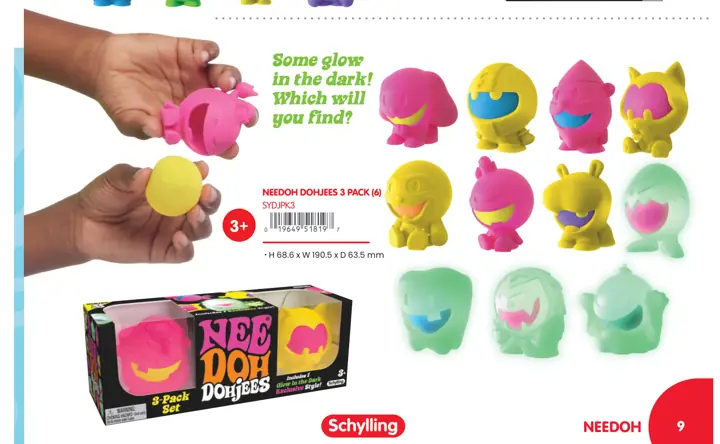 Some glow
in the dark!
Which will
you find?
NEEDOH DOHJEES 3 PACK (6)
SYDJPK3
3+
0 19649 51819 7
• H 68.6 x W 190.5 x D 63.5 mm
NEE
DOH
DOHJEES
3-Pack
Set
Includes 1
Glow in the Dark
Exclusive Style!
3+
Schylling
WARNING:
Schylling
NEEDOH 9